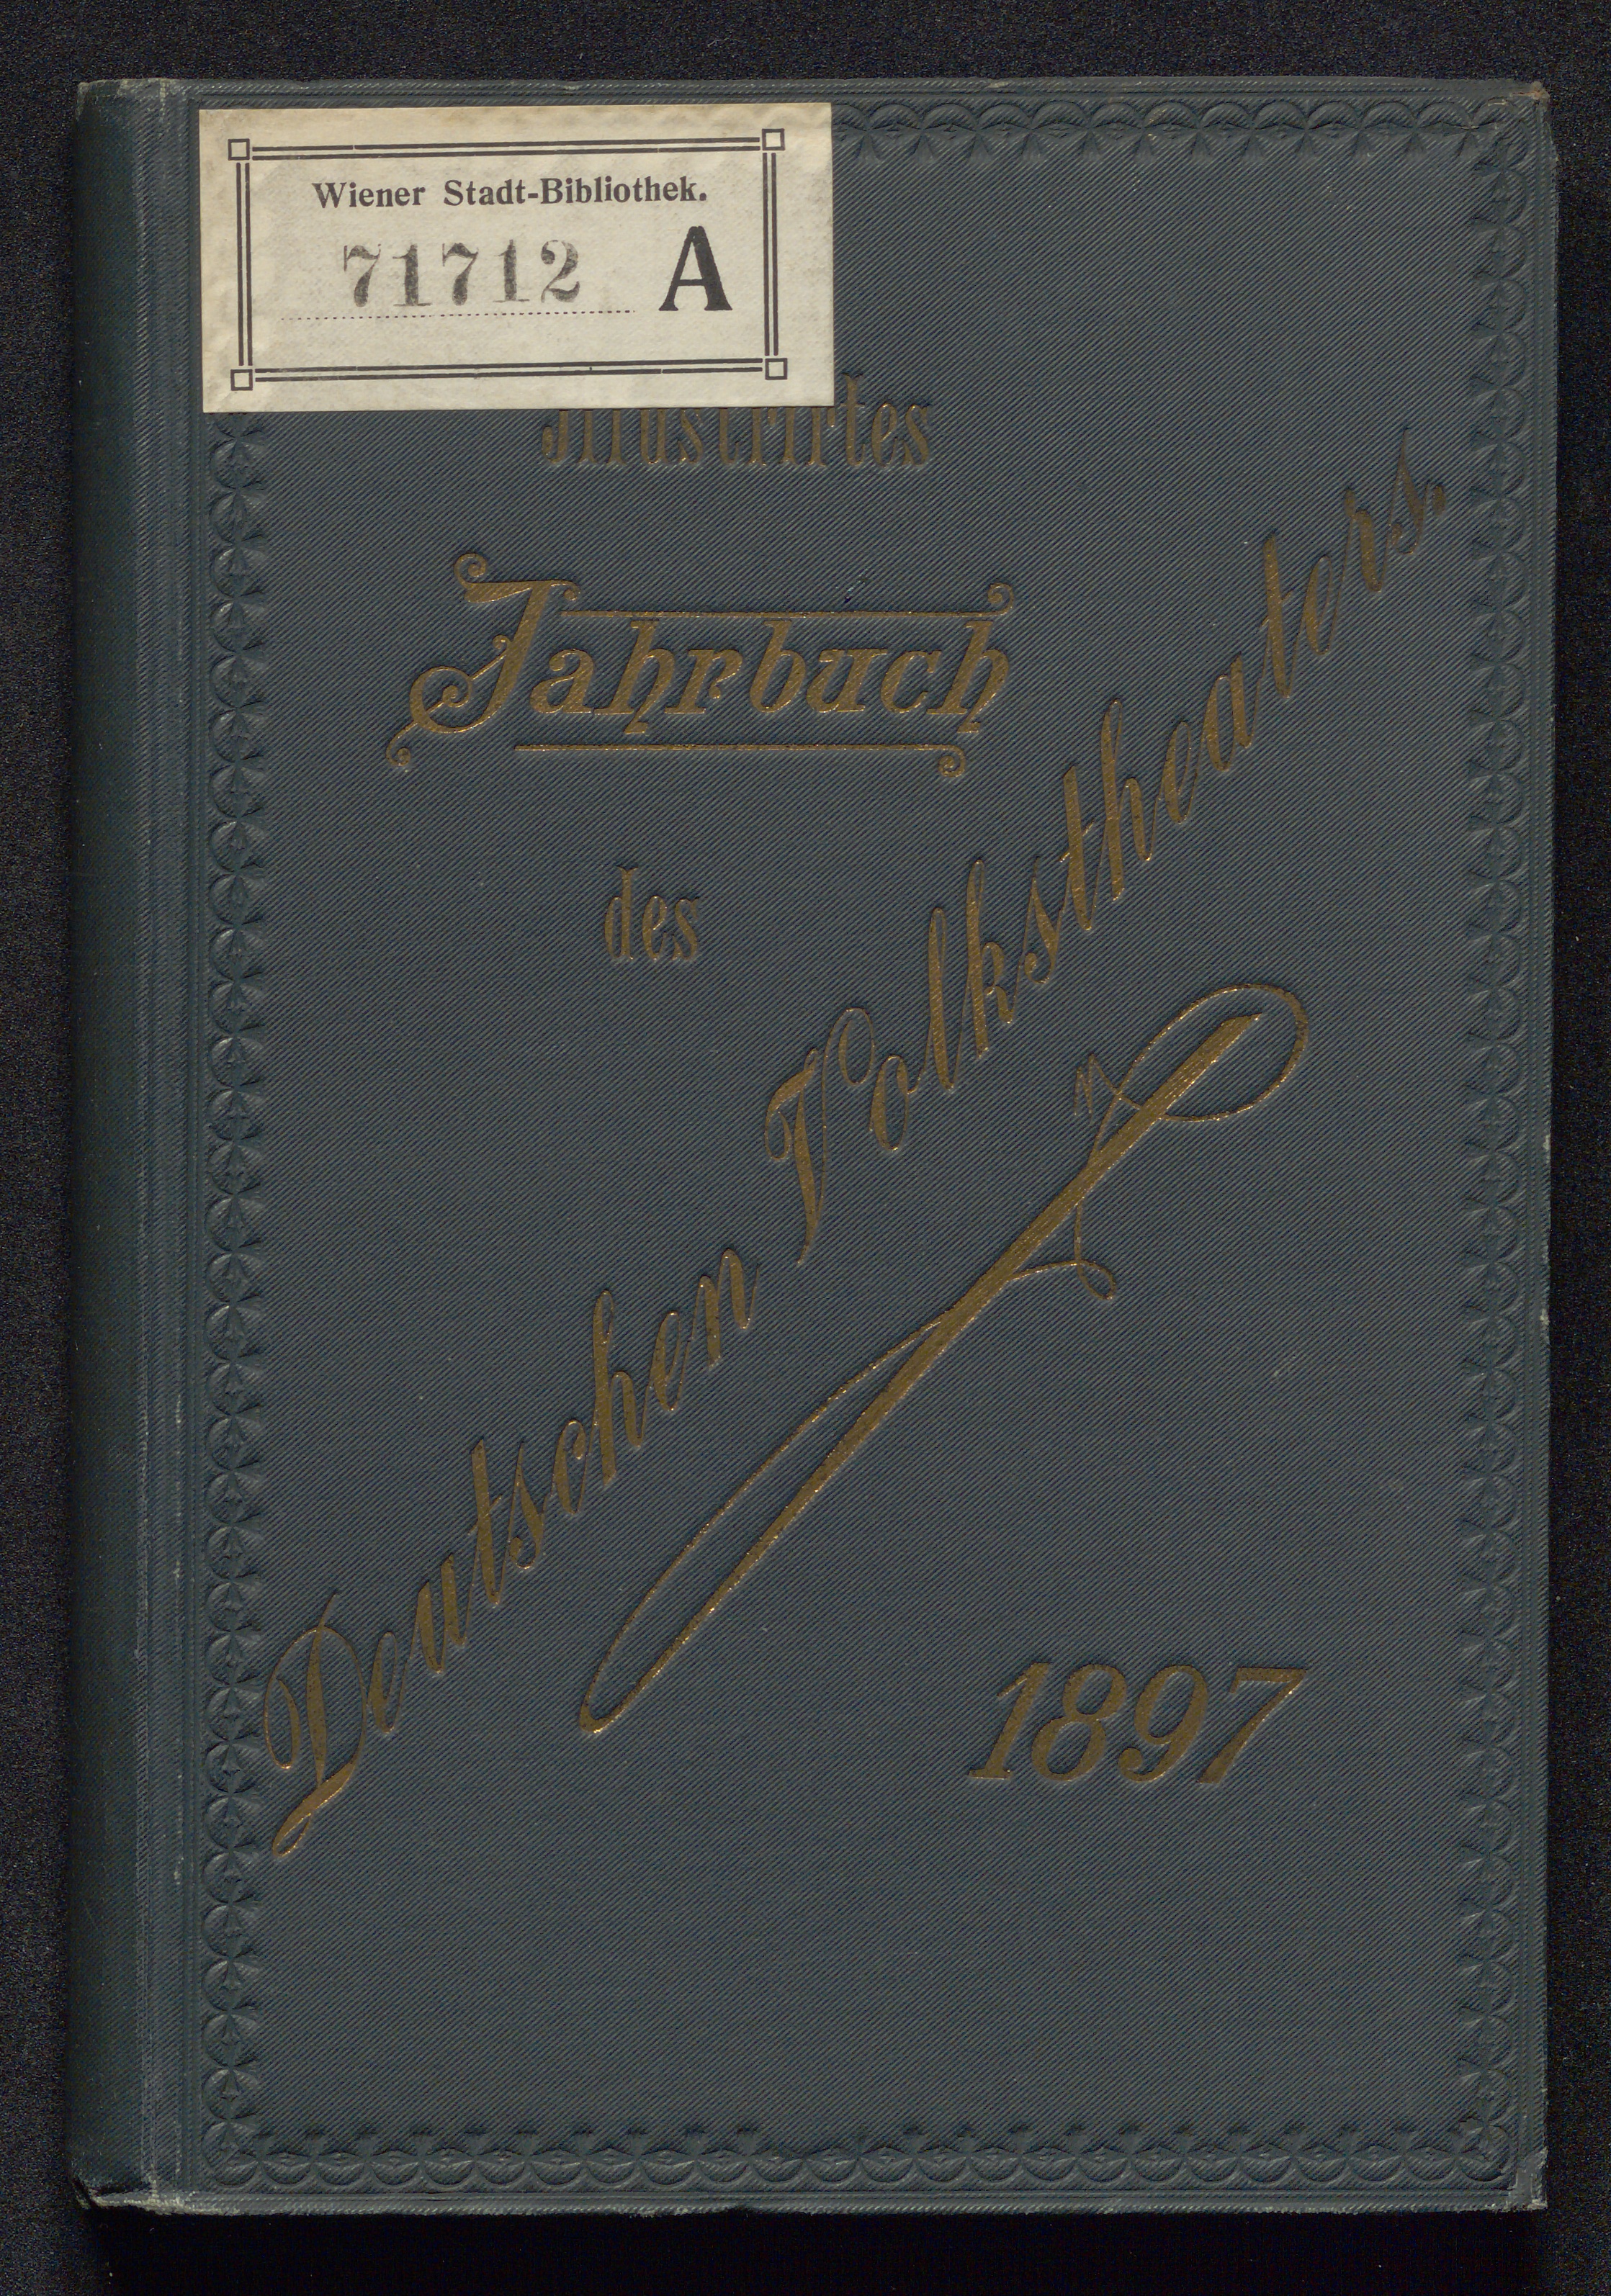 Wiener Stadt-Bibliothek.
71712 A
Illustrirtes
Jahrbuch
des
Deutschen Volkstheaters.
1897